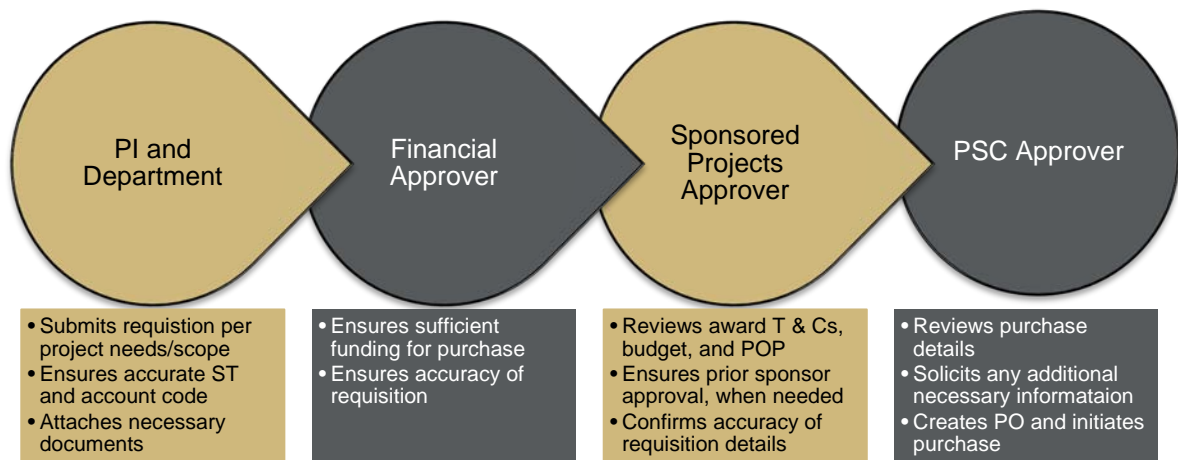 PI and
Department
Financial
Approver
Sponsored
Projects
Approver
PSC Approver
• Submits requistion per
project needs/scope
• Ensures accurate ST
and account code
• Attaches necessary
documents
• Ensures sufficient
funding for purchase
• Ensures accuracy of
requisition
• Reviews award T & Cs,
budget, and POP
• Ensures prior sponsor
approval, when needed
• Confirms accuracy of
requisition details
• Reviews purchase
details
• Solicits any additional
necessary informataion
• Creates PO and initiates
purchase